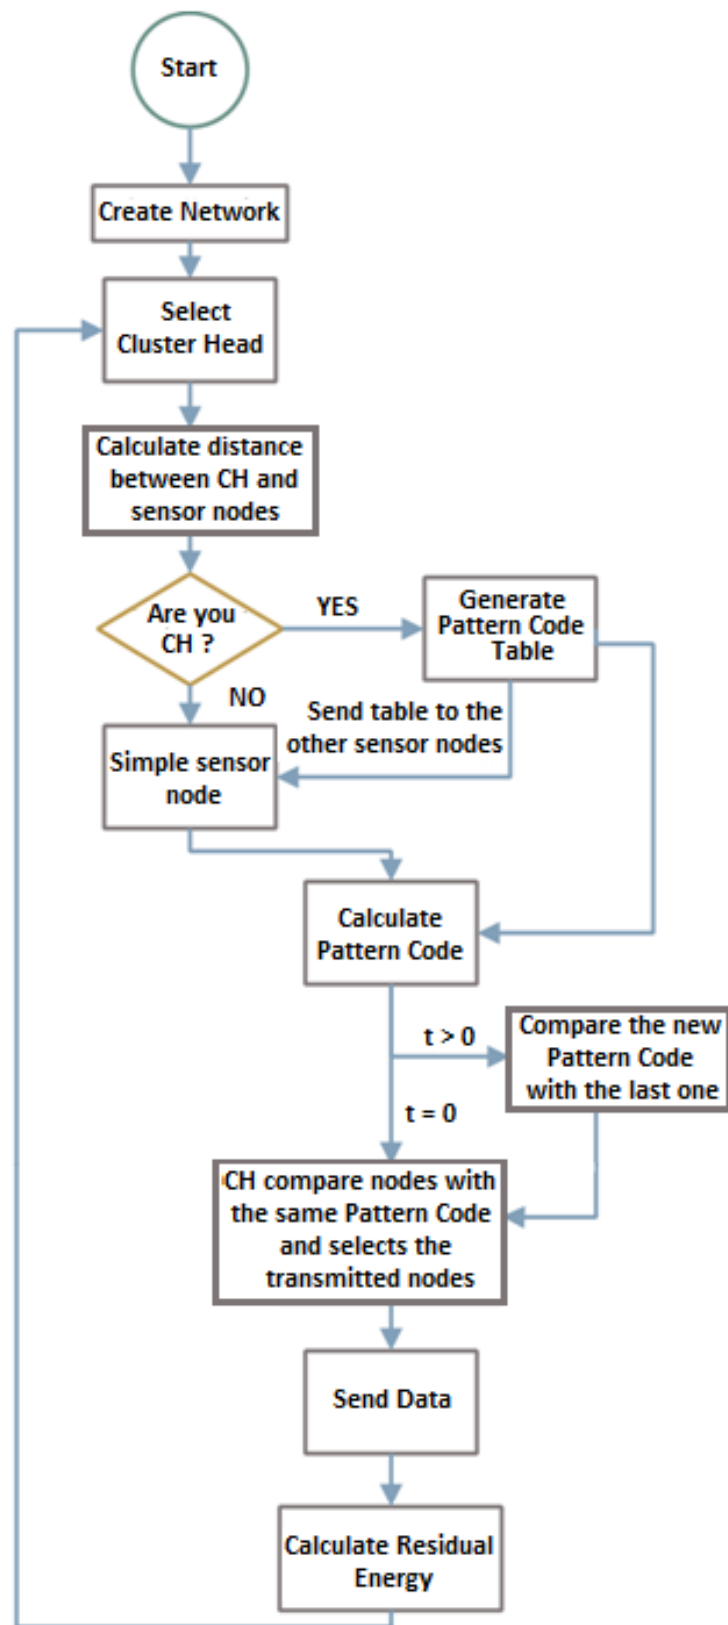 Start
Create Network
Select
Cluster Head
Calculate distance
between CH and
sensor nodes
Are you
CH ?
YES
Generate
Pattern Code
Table
NO
Send table to the
other sensor nodes
Simple sensor
node
Calculate
Pattern Code
t > 0
Compare the new
Pattern Code
with the last one
t = 0
CH compare nodes with
the same Pattern Code
and selects the
transmitted nodes
Send Data
Calculate Residual
Energy